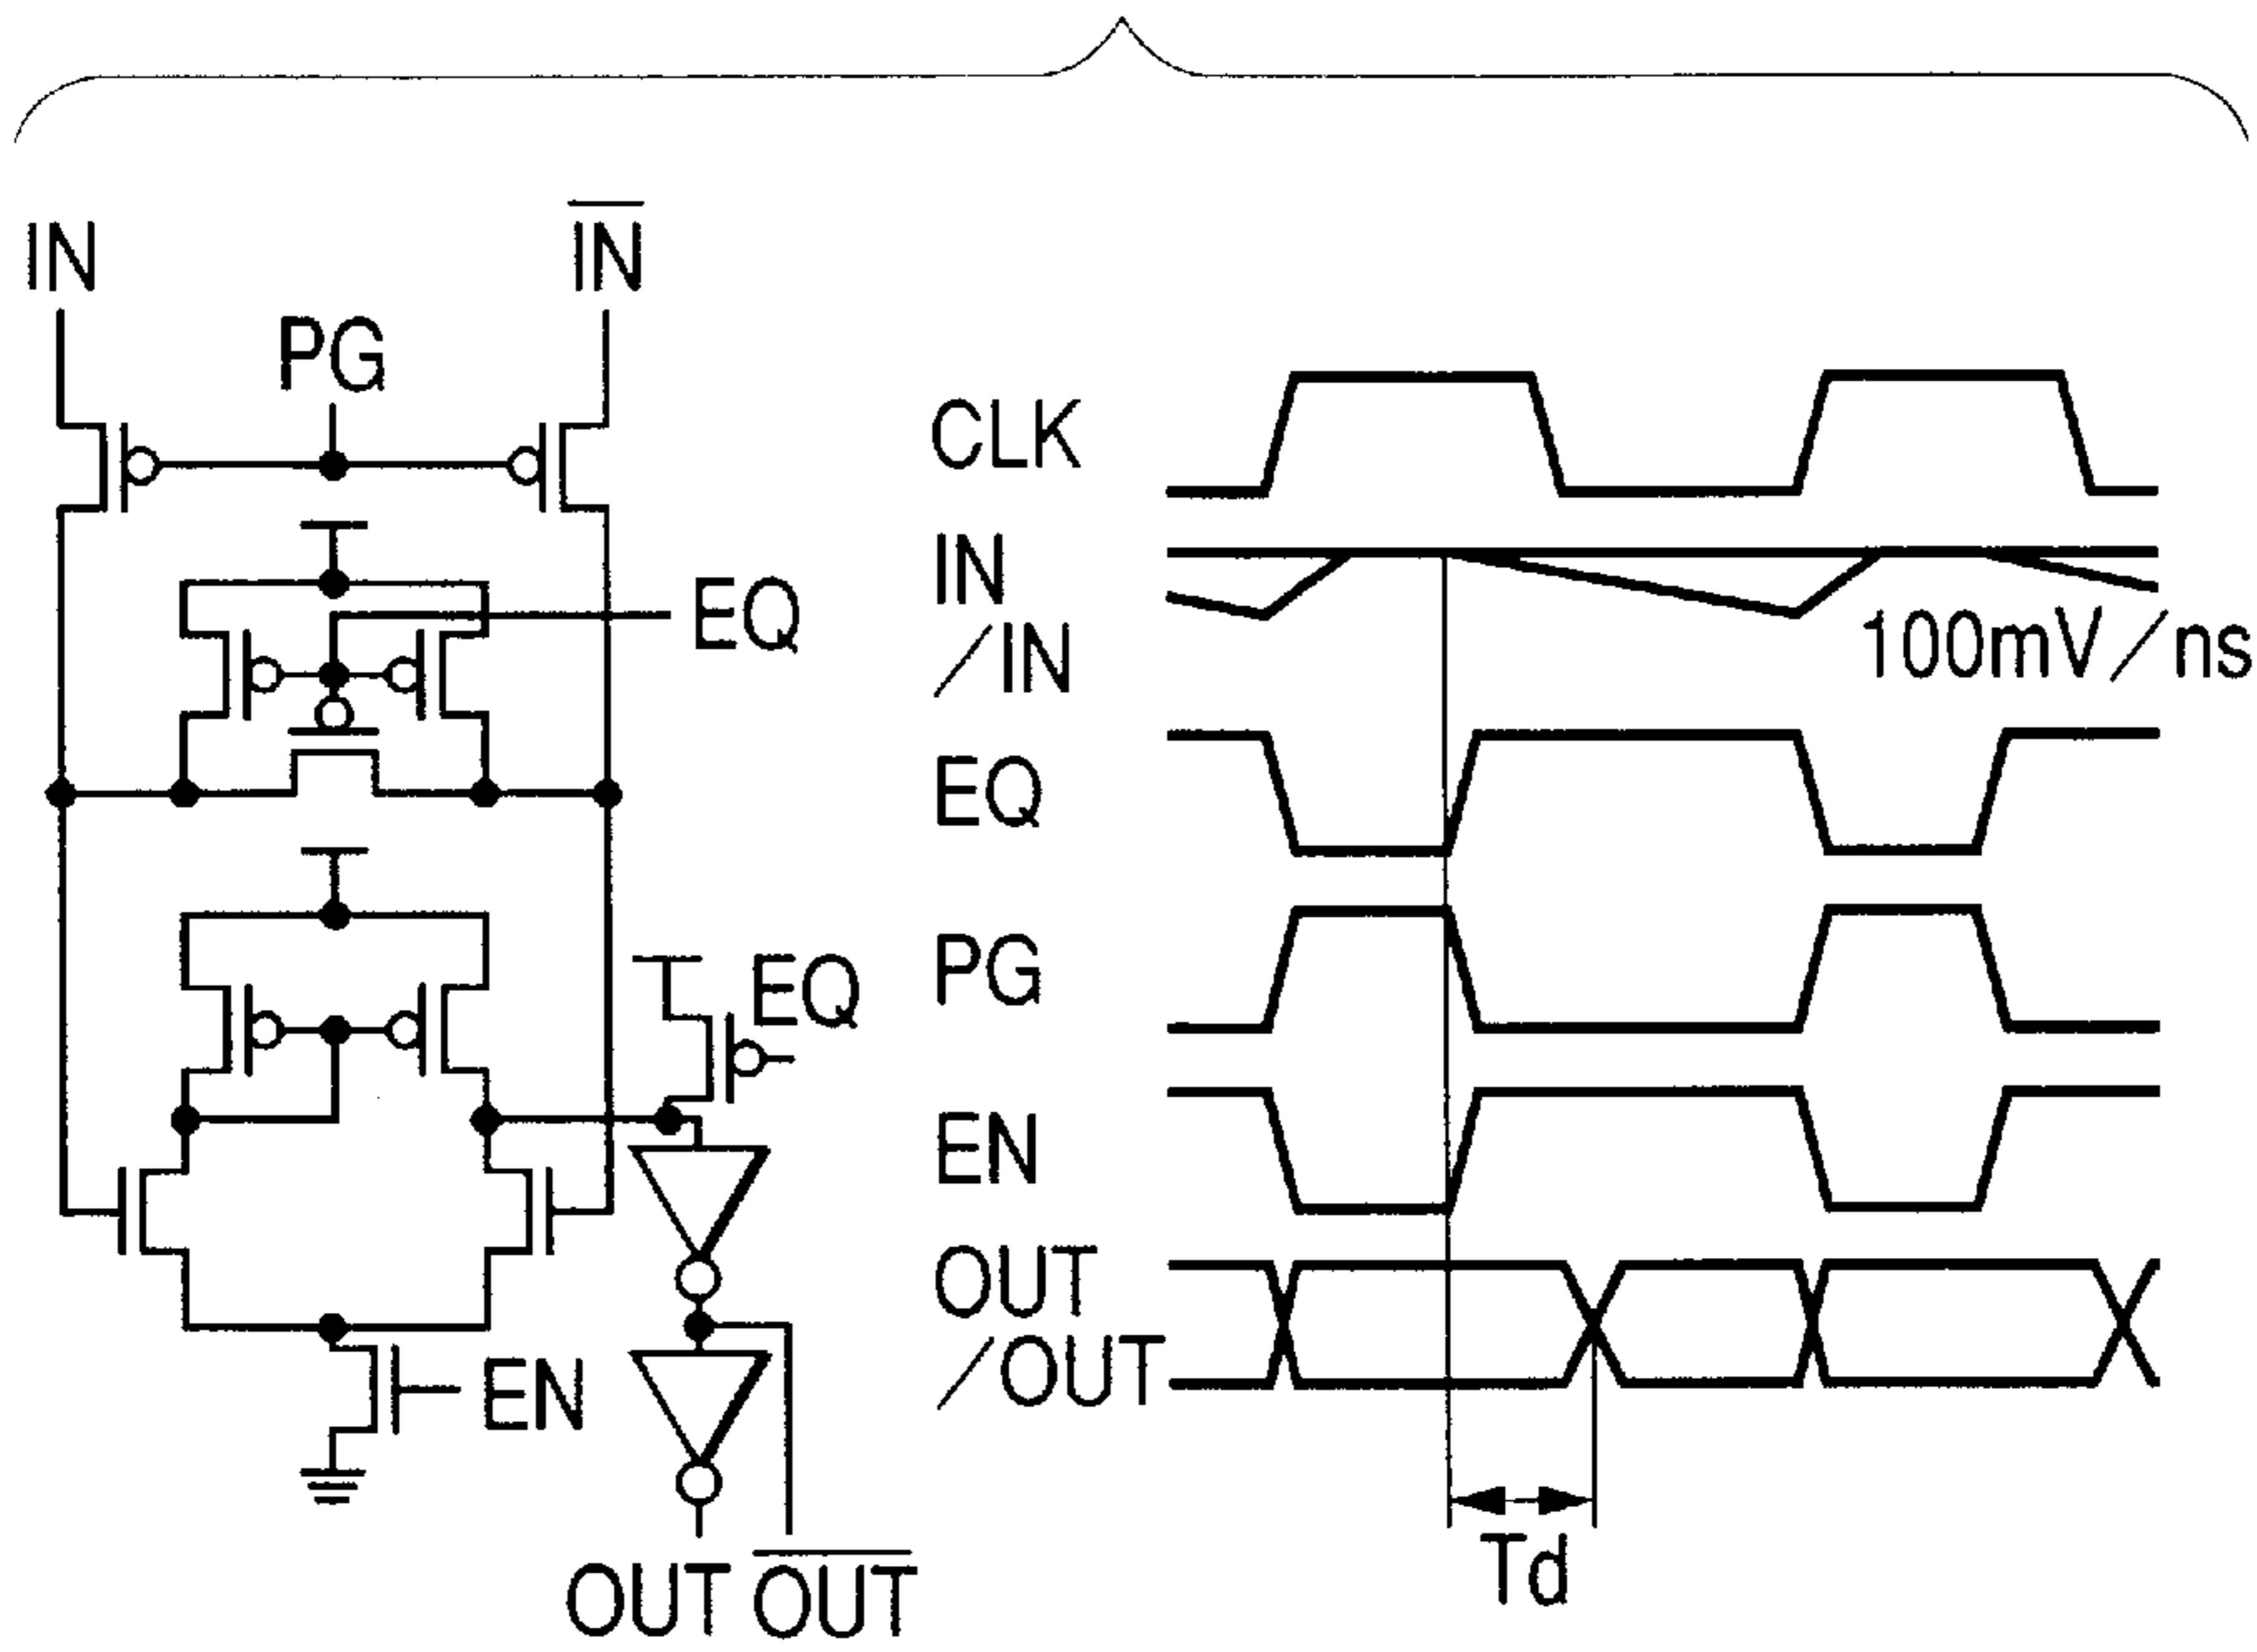 IN
IN
PG
EQ
EQ
EN
OUT
OUT
CLK
IN
/IN
100mV/ns
EQ
PG
EN
OUT
/OUT
Td